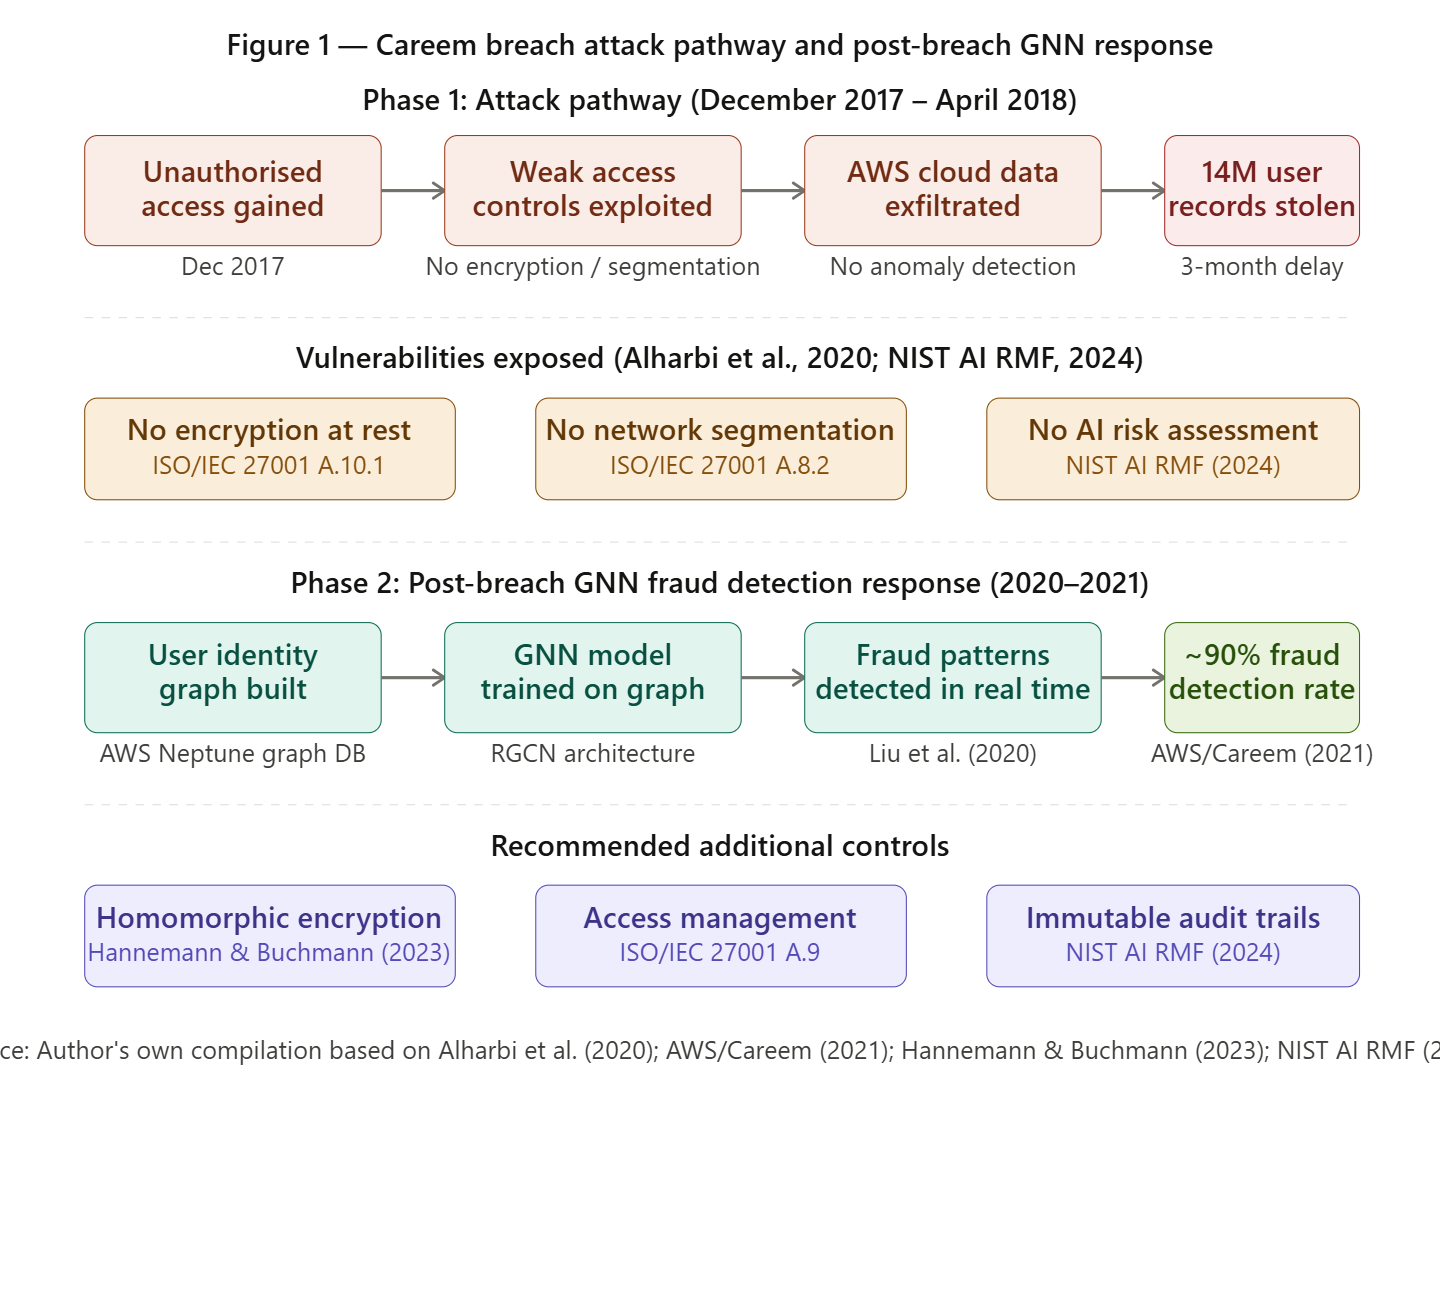 Figure 1 — Careem breach attack pathway and post-breach GNN response
Phase 1: Attack pathway (December 2017 – April 2018)
Unauthorised
access gained
Weak access
controls exploited
AWS cloud data
exfiltrated
14M user
records stolen
Dec 2017
No encryption / segmentation
No anomaly detection
3-month delay
Vulnerabilities exposed (Alharbi et al., 2020; NIST AI RMF, 2024)
No encryption at rest
ISO/IEC 27001 A.10.1
No network segmentation
ISO/IEC 27001 A.8.2
No AI risk assessment
NIST AI RMF (2024)
Phase 2: Post-breach GNN fraud detection response (2020–2021)
User identity
graph built
GNN model
trained on graph
Fraud patterns
detected in real time
~90% fraud
detection rate
AWS Neptune graph DB
RGCN architecture
Liu et al. (2020)
AWS/Careem (2021)
Recommended additional controls
Homomorphic encryption
Hannemann & Buchmann (2023)
Access management
ISO/IEC 27001 A.9
Immutable audit trails
NIST AI RMF (2024)
ce: Author's own compilation based on Alharbi et al. (2020); AWS/Careem (2021); Hannemann & Buchmann (2023); NIST AI RMF (2